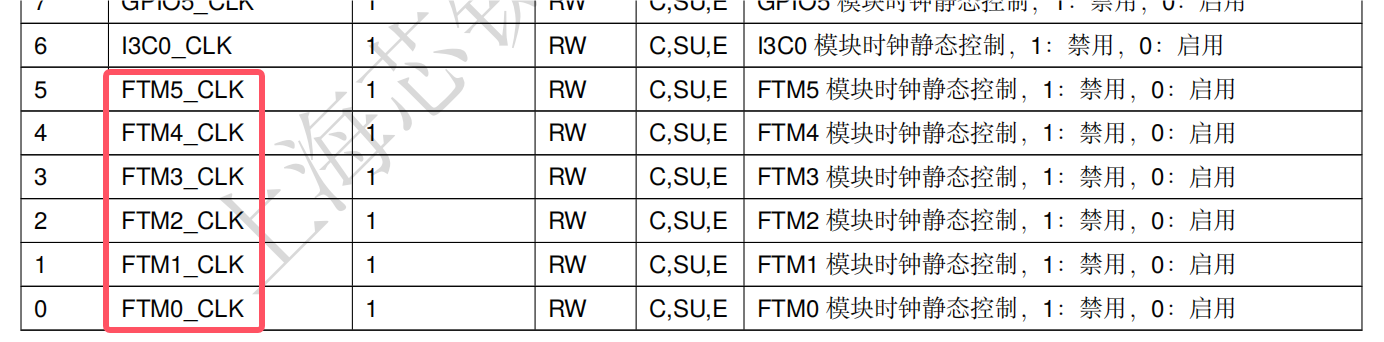 7 GPIO5_CLK 1 RW C,SU,E GPIO5 模块时钟静态控制，1：禁用，0：启用
6 I3C0_CLK 1 RW C,SU,E I3C0 模块时钟静态控制，1：禁用，0：启用
5 FTM5_CLK 1 RW C,SU,E FTM5 模块时钟静态控制，1：禁用，0：启用
4 FTM4_CLK 1 RW C,SU,E FTM4 模块时钟静态控制，1：禁用，0：启用
3 FTM3_CLK 1 RW C,SU,E FTM3 模块时钟静态控制，1：禁用，0：启用
2 FTM2_CLK 1 RW C,SU,E FTM2 模块时钟静态控制，1：禁用，0：启用
1 FTM1_CLK 1 RW C,SU,E FTM1 模块时钟静态控制，1：禁用，0：启用
0 FTM0_CLK 1 RW C,SU,E FTM0 模块时钟静态控制，1：禁用，0：启用
上海芯